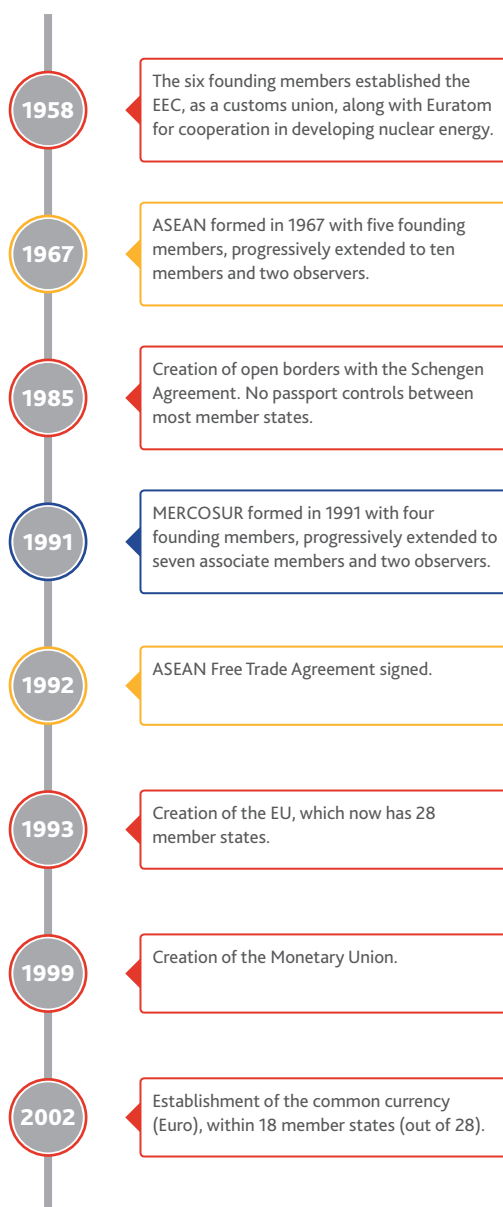 1958
The six founding members established the
EEC, as a customs union, along with Euratom
for cooperation in developing nuclear energy.
1967
ASEAN formed in 1967 with five founding
members, progressively extended to ten
members and two observers.
1985
Creation of open borders with the Schengen
Agreement. No passport controls between
most member states.
1991
MERCOSUR formed in 1991 with four
founding members, progressively extended to
seven associate members and two observers.
1992
ASEAN Free Trade Agreement signed.
1993
Creation of the EU, which now has 28
member states.
1999
Creation of the Monetary Union.
2002
Establishment of the common currency
(Euro), within 18 member states (out of 28).